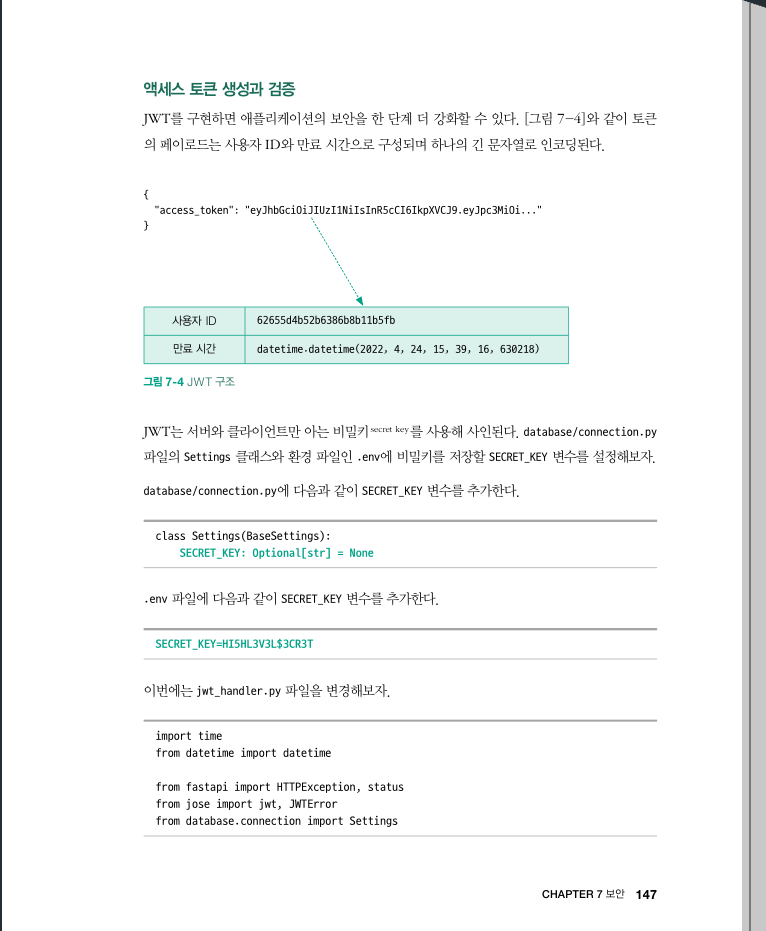 액세스 토큰 생성과 검증
JWT를 구현하면 애플리케이션의 보안을 한 단계 더 강화할 수 있다. [그림 7-4]와 같이 토큰
의 페이로드는 사용자 ID와 만료 시간으로 구성되며 하나의 긴 문자열로 인코딩된다.
{
"access_token": "eyJhbGciOiJIUzI1NiIsInR5cCI6IkpXVCJ9.eyJpc3MiOi..."
}
사용자 ID 62655d4b52b6386b8b11b5fb
만료 시간 datetime.datetime(2022, 4, 24, 15, 39, 16, 630218)
그림 7-4 JWT 구조
JWT는 서버와 클라이언트만 아는 비밀키secret key를 사용해 사인된다. database/connection.py
파일의 Settings 클래스와 환경 파일인 .env에 비밀키를 저장할 SECRET_KEY 변수를 설정해보자.
database/connection.py에 다음과 같이 SECRET_KEY 변수를 추가한다.
class Settings(BaseSettings):
SECRET_KEY: Optional[str] = None
.env 파일에 다음과 같이 SECRET_KEY 변수를 추가한다.
SECRET_KEY=HI5HL3V3L$3CR3T
이번에는 jwt_handler.py 파일을 변경해보자.
import time
from datetime import datetime
from fastapi import HTTPException, status
from jose import jwt, JWTError
from database.connection import Settings
CHAPTER 7 보안 147